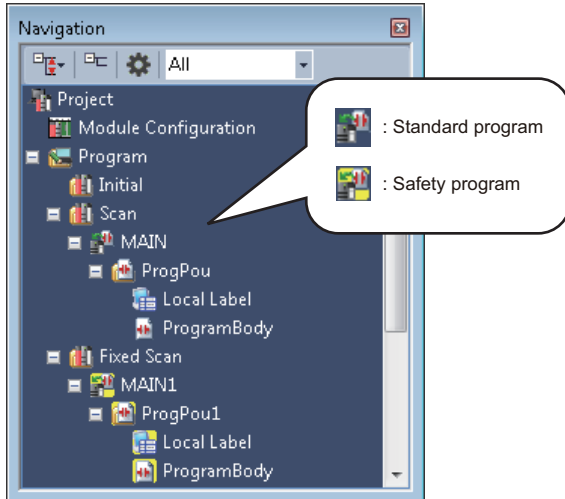 Navigation
All
Project
Module Configuration
Program
Initial
Scan
MAIN
ProgPou
Local Label
ProgramBody
Fixed Scan
MAIN1
ProgPou1
Local Label
ProgramBody
: Standard program
: Safety program